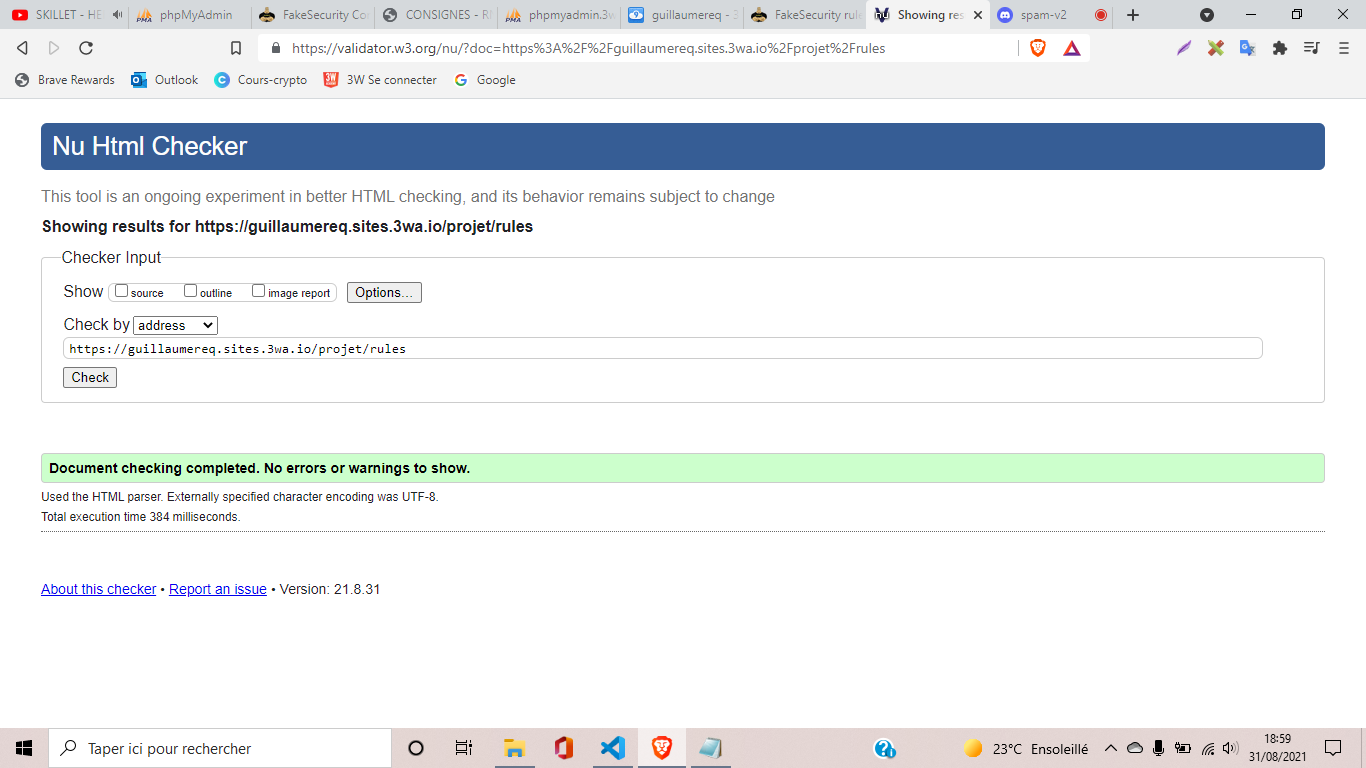 SKILLET - HE phpMyAdmin FakeSecurity Co CONSIGNES - R phpmyadmin.3w guillaumereq - 3 FakeSecurity rule Showing res spam-v2
https://validator.w3.org/nu/?doc=https%3A%2F%2Fguillaumereq.sites.3wa.io%2Fprojet%2Frules
Brave Rewards Outlook Cours-crypto 3W Se connecter Google
Nu Html Checker
This tool is an ongoing experiment in better HTML checking, and its behavior remains subject to change
Showing results for https://guillaumereq.sites.3wa.io/projet/rules
Checker Input
Show source outline image report Options...
Check by address
https://guillaumereq.sites.3wa.io/projet/rules
Check
Document checking completed. No errors or warnings to show.
Used the HTML parser. Externally specified character encoding was UTF-8.
Total execution time 384 milliseconds.
About this checker • Report an issue • Version: 21.8.31
Taper ici pour rechercher 23°C Ensoleillé 18:59
31/08/2021